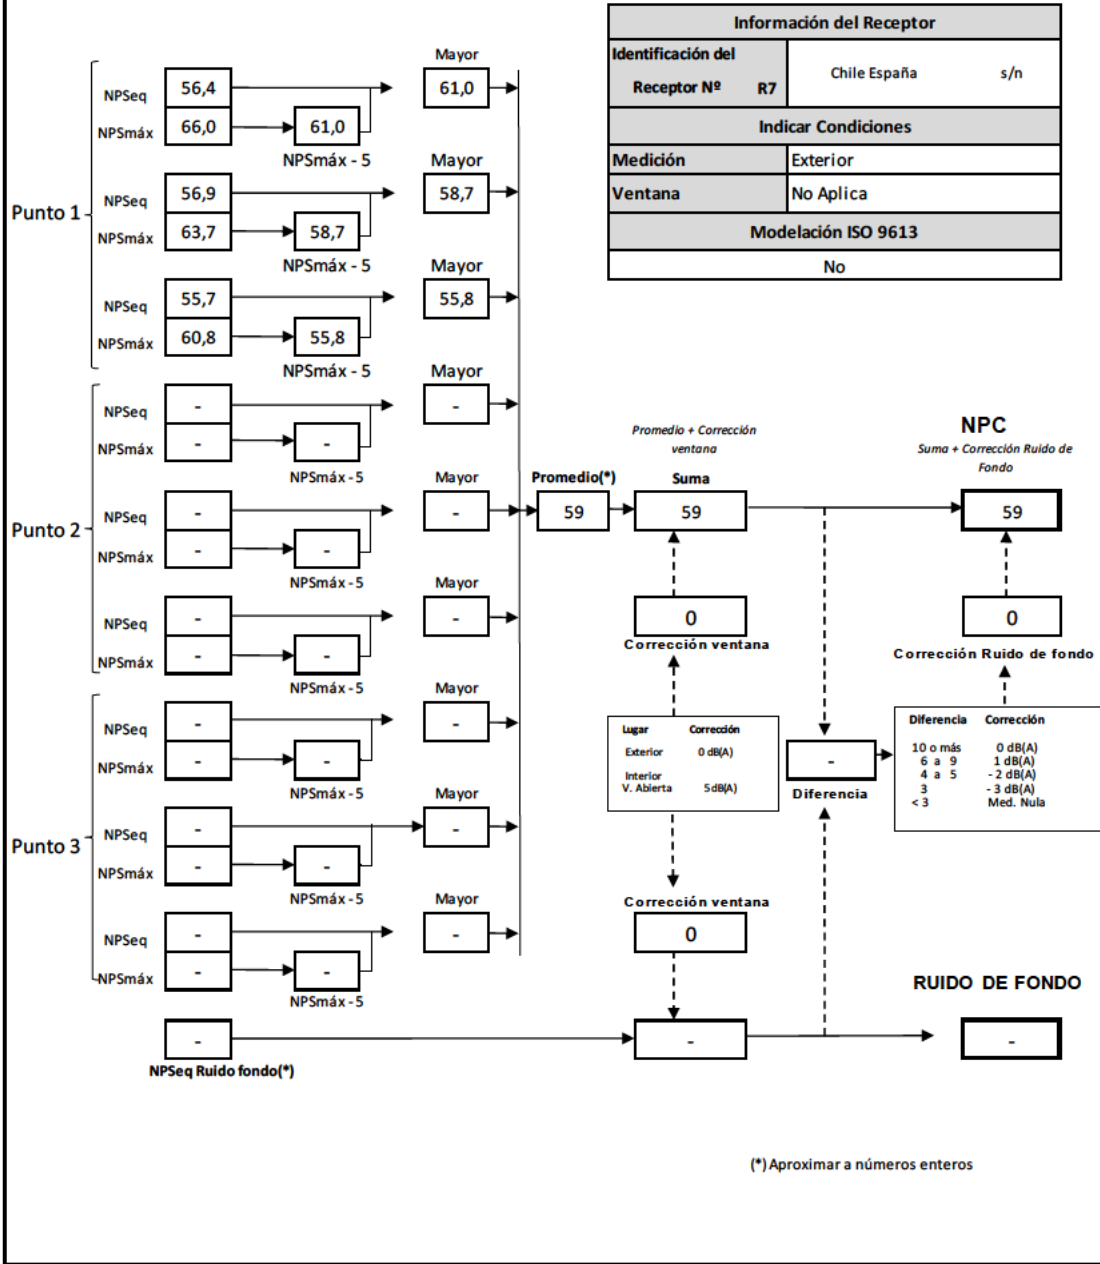 Información del Receptor
Identificación del
Receptor Nº R7
Chile España s/n
Indicar Condiciones
Medición Exterior
Ventana No Aplica
Modelación ISO 9613
No
Punto 1
Mayor
NPSeq 56,4 61,0
NPSmáx 66,0 61,0
NPSmáx - 5
Mayor
NPSeq 56,9 58,7
NPSmáx 63,7 58,7
NPSmáx - 5
Mayor
NPSeq 55,7 55,8
NPSmáx 60,8 55,8
NPSmáx - 5
Punto 2
Mayor
NPSeq - -
NPSmáx - -
NPSmáx - 5
Mayor
NPSeq - -
NPSmáx - -
NPSmáx - 5
Mayor
NPSeq - -
NPSmáx - -
NPSmáx - 5
Punto 3
Mayor
NPSeq - -
NPSmáx - -
NPSmáx - 5
NPSeq - -
NPSmáx - -
NPSmáx - 5
Mayor
NPSeq - -
NPSmáx - -
NPSmáx - 5
-
NPSeq Ruido fondo(*)
Promedio(*)
59
Promedio + Corrección
ventana
Suma
59
0
Corrección ventana
Lugar Corrección
Exterior 0 dB(A)
Interior
V. Abierta 5 dB(A)
Corrección ventana
0
-
NPC
Suma + Corrección Ruido de
Fondo
59
0
Corrección Ruido de fondo
-
Diferencia
Diferencia Corrección
10 o más 0 dB(A)
6 a 9 1 dB(A)
4 a 5 - 2 dB(A)
3 - 3 dB(A)
< 3 Med. Nula
RUIDO DE FONDO
-
(*) Aproximar a números enteros